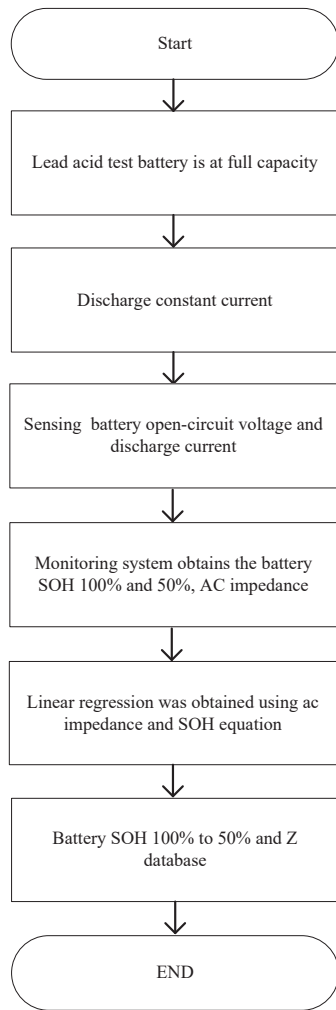 Start
Lead acid test battery is at full capacity
Discharge constant current
Sensing battery open-circuit voltage and
discharge current
Monitoring system obtains the battery
SOH 100% and 50%, AC impedance
Linear regression was obtained using ac
impedance and SOH equation
Battery SOH 100% to 50% and Z
database
END